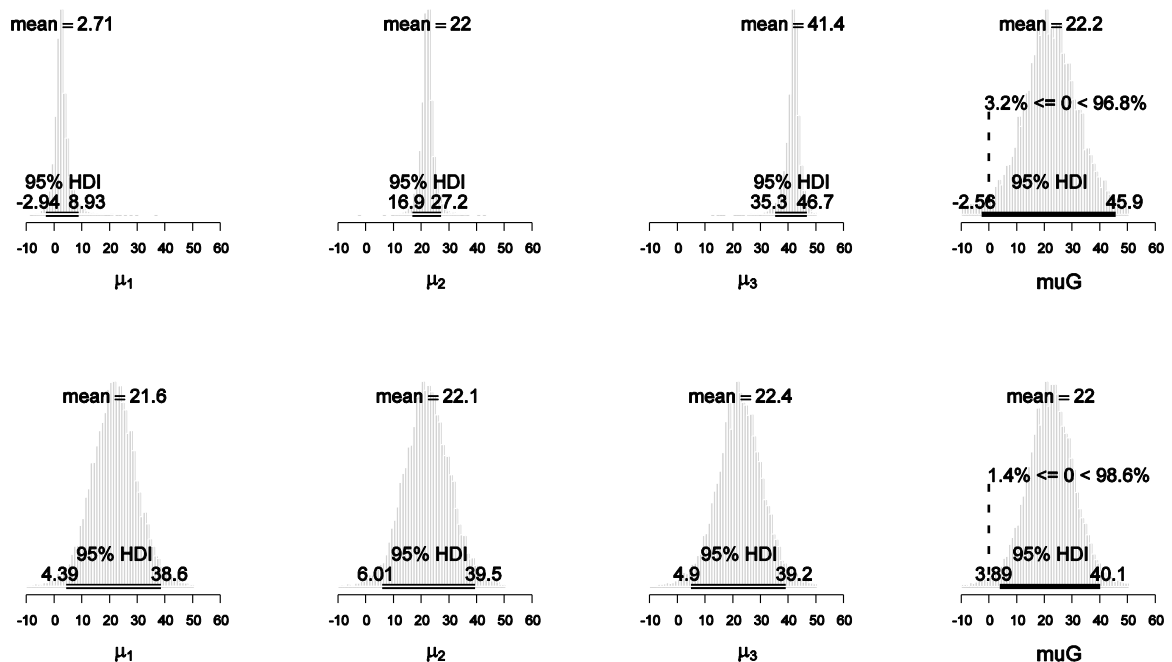 mean = 2.71
95% HDI
-2.94 8.93
-10 0 10 20 30 40 50 60
μ1
mean = 22
95% HDI
16.9 27.2
-10 0 10 20 30 40 50 60
μ2
mean = 41.4
95% HDI
35.3 46.7
-10 0 10 20 30 40 50 60
μ3
mean = 22.2
3.2% <= 0 < 96.8%
95% HDI
-2.56 45.9
-10 0 10 20 30 40 50 60
muG
mean = 21.6
95% HDI
4.39 38.6
-10 0 10 20 30 40 50 60
μ1
mean = 22.1
95% HDI
6.01 39.5
-10 0 10 20 30 40 50 60
μ2
mean = 22.4
95% HDI
4.9 39.2
-10 0 10 20 30 40 50 60
μ3
mean = 22
1.4% <= 0 < 98.6%
95% HDI
3.89 40.1
-10 0 10 20 30 40 50 60
muG